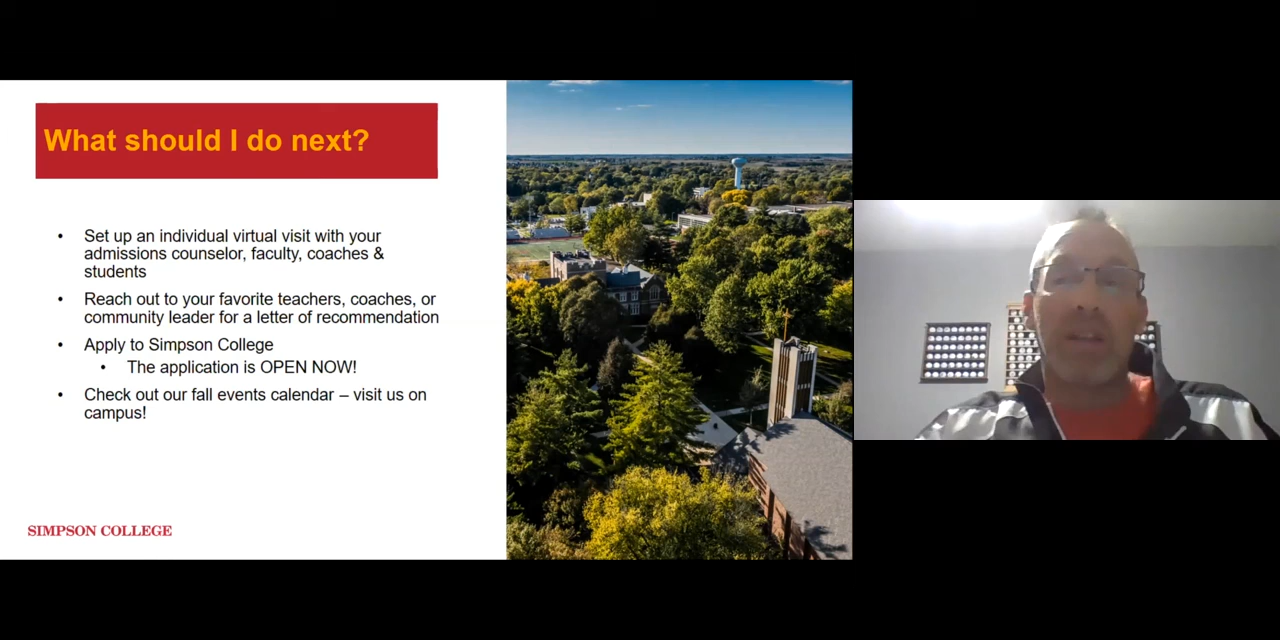 What should I do next?
• Set up an individual virtual visit with your
admissions counselor, faculty, coaches &
students
• Reach out to your favorite teachers, coaches, or
community leader for a letter of recommendation
• Apply to Simpson College
• The application is OPEN NOW!
• Check out our fall events calendar – visit us on
campus!
SIMPSON COLLEGE